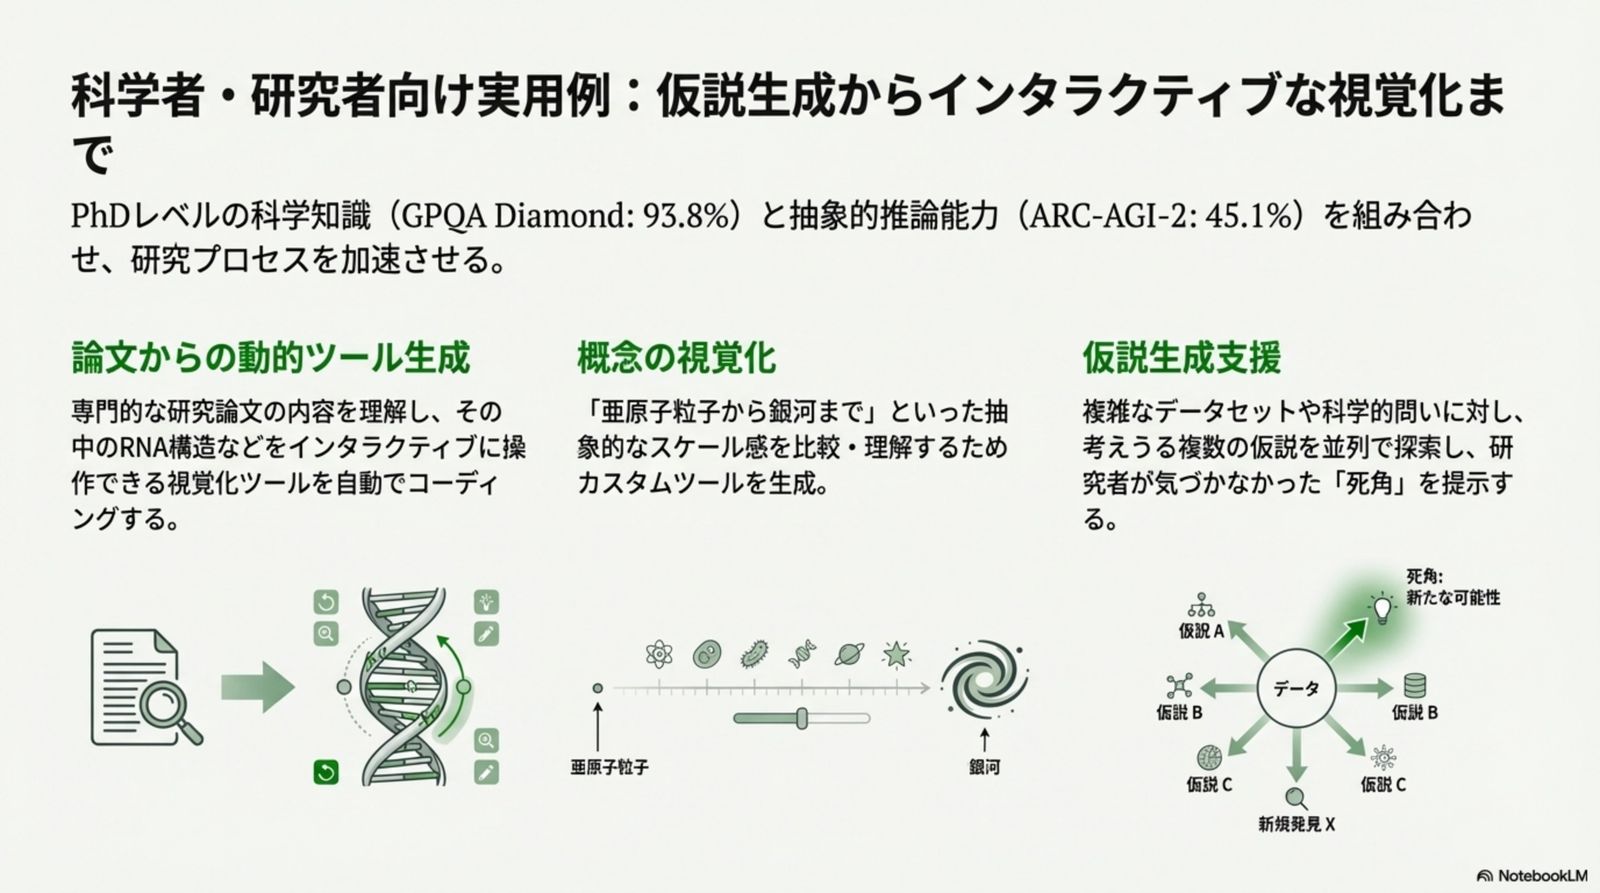 科学者・研究者向け実用例：仮説生成からインタラクティブな視覚化ま
で
PhDレベルの科学知識（GPQA Diamond: 93.8%）と抽象的推論能力（ARC-AGI-2: 45.1%）を組み合わ
せ、研究プロセスを加速させる。
論文からの動的ツール生成
専門的な研究論文の内容を理解し、その
中のRNA構造などをインタラクティブに操
作できる視覚化ツールを自動でコーディ
ングする。
概念の視覚化
「亜原子粒子から銀河まで」といった抽
象的なスケール感を比較・理解するため
カスタムツールを生成。
亜原子粒子
銀河
仮説生成支援
複雑なデータセットや科学的問いに対し、
考えうる複数の仮説を並列で探索し、研
究者が気づかなかった「死角」を提示す
る。
死角:
新たな可能性
仮説 A
データ
仮説 B
仮説 B
仮説 C
仮説 C
新規発見 X
NotebookLM